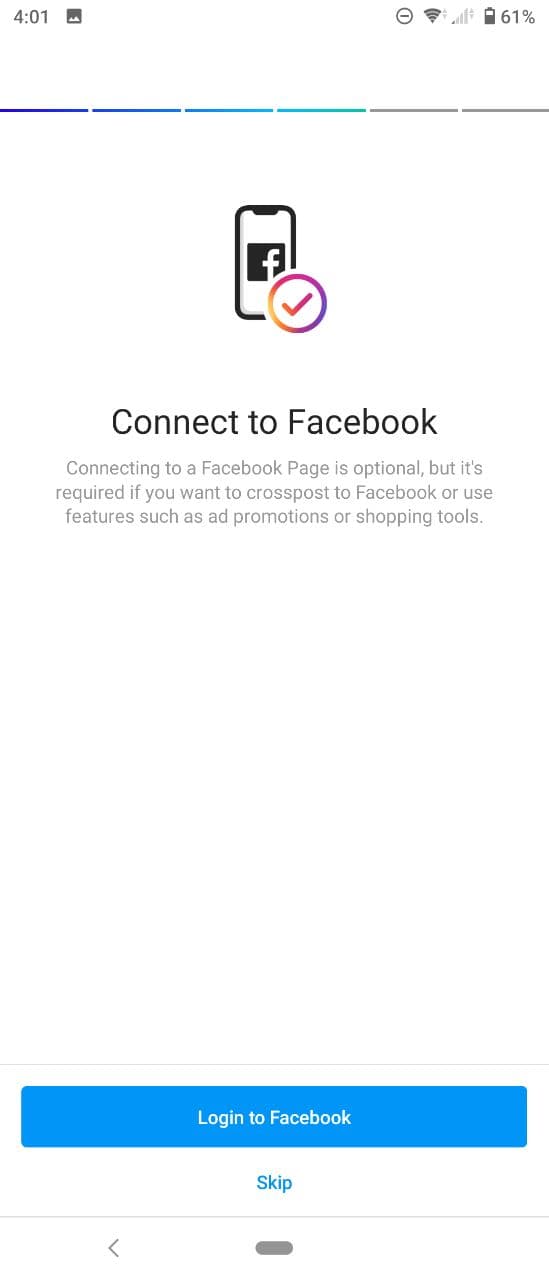 4:01 61%
Connect to Facebook
Connecting to a Facebook Page is optional, but it's
required if you want to crosspost to Facebook or use
features such as ad promotions or shopping tools.
Login to Facebook
Skip